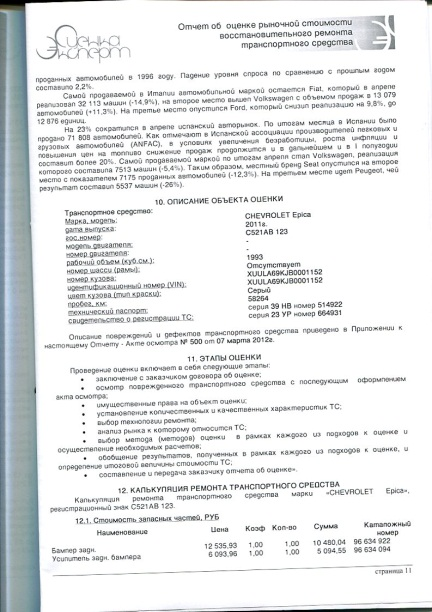 Оценка
Эксперт
Отчет об оценке рыночной стоимости
восстановительного ремонта
транспортного средства
проданных автомобилей в 1996 году. Падение уровня спроса по сравнению с прошлым годом
составило 2,2%.
Самой продаваемой в Италии автомобильной маркой остается Fiat, который в апреле
реализовал 32 113 машин (-14,9%), на второе место вышел Volkswagen с объемом продаж в 13 079
автомобилей (+11,3%). На третье место опустился Ford, который снизил реализацию на 9,8%, до
12 876 единиц.
На 23% сократился в апреле испанский авторынок. По итогам месяца в Испании было
продано 71 808 автомобилей. Как отмечают в Испанской ассоциации производителей легковых и
грузовых автомобилей (ANFAC), в условиях увеличения безработицы, роста инфляции и
повышения цен на топливо снижение продаж продолжится и в дальнейшем и в I полугодии
составит более 20%. Самой продаваемой маркой по итогам апреля стал Volkswagen, реализация
которого составила 7513 машин (-5,4%). Таким образом, местный бренд Seat опустился на второе
место с показателем 7175 проданных автомобилей (-12,3%). На третьем месте идет Peugeot, чей
результат составил 5537 машин (-26%).
10. ОПИСАНИЕ ОБЪЕКТА ОЦЕНКИ
Транспортное средство:
Марка, модель: CHEVROLET Epica
дата выпуска: 2011г.
гос.номер: С521АВ 123
модель двигателя: -
номер двигателя: -
рабочий объем (куб.см.): 1993
номер шасси (рамы): Отсутствует
номер кузова: XUULA69KJB0001152
идентификационный номер (VIN): XUULA69KJB0001152
цвет кузова (тип краски): Серый
пробег, км: 58264
технический паспорт: серия 39 НВ номер 514922
свидетельство о регистрации ТС: серия 23 УР номер 664931
Описание повреждений и дефектов транспортного средства приведено в Приложении к
настоящему Отчету - Акте осмотра № 500 от 07 марта 2012г.
11. ЭТАПЫ ОЦЕНКИ
Проведение оценки включает в себя следующие этапы:
• заключение с заказчиком договора об оценке;
• осмотр поврежденного транспортного средства с последующим оформлением
акта осмотра;
• имущественные права на объект оценки;
• установление количественных и качественных характеристик ТС;
• выбор технологии ремонта;
• анализ рынка к которому относится ТС;
• выбор метода (методов) оценки в рамках каждого из подходов к оценке и
осуществление необходимых расчетов;
• обобщение результатов, полученных в рамках каждого из подходов к оценке, и
определение итоговой величины стоимости ТС;
• составление и передача заказчику отчета об оценке».
12. КАЛЬКУЛЯЦИЯ РЕМОНТА ТРАНСПОРТНОГО СРЕДСТВА
Калькуляция ремонта транспортного средства марки «CHEVROLET Epica»,
регистрационный знак С521АВ 123.
12.1. Стоимость запасных частей, РУБ
Наименование Цена Коэф Кол-во Сумма Каталожный
номер
Бампер задн. 12 535,93 1,00 1,00 10 480,04 96 634 922
Усилитель задн. бампера 6 093,96 1,00 1,00 5 094,55 96 634 094
страница 11